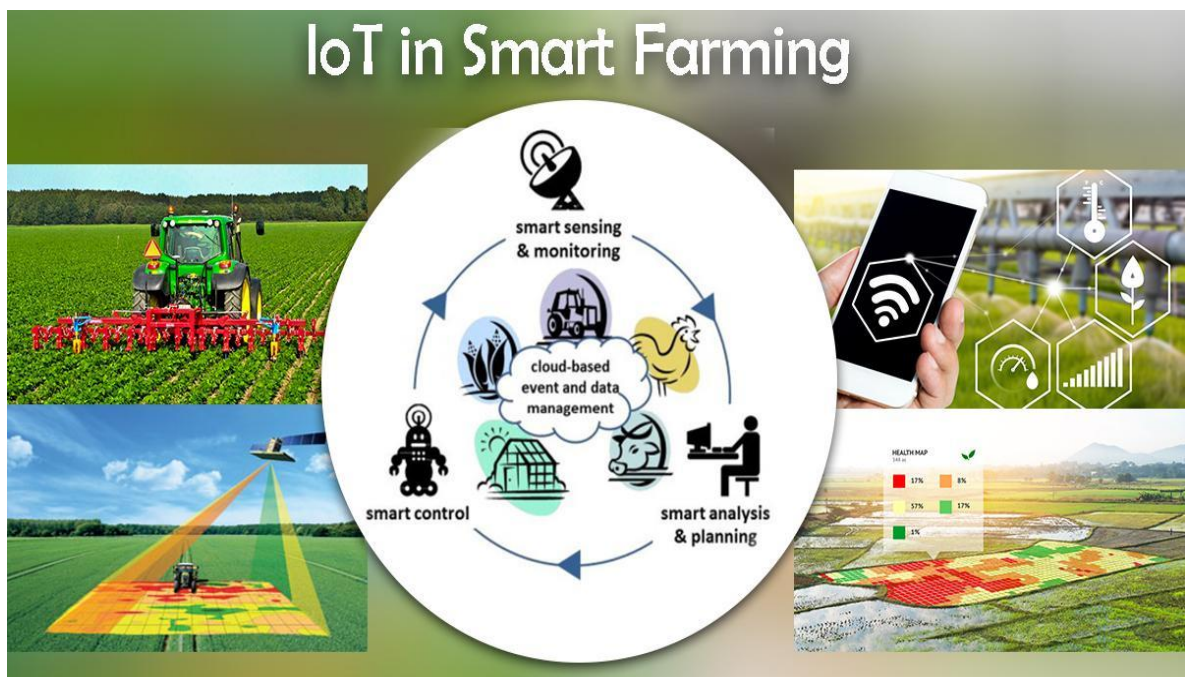 IoT in Smart Farming
smart sensing
& monitoring
cloud-based
event and data
management
smart control
smart analysis
& planning
HEALTH MAP
17%
8%
57%
17%
1%